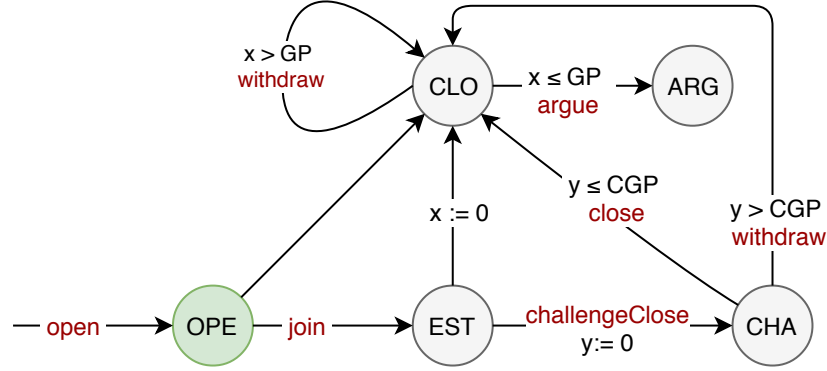 x > GP
withdraw
CLO
x ≤ GP
argue
ARG
y ≤ CGP
close
x := 0
y > CGP
withdraw
open
OPE
join
EST
challengeClose
y:= 0
CHA